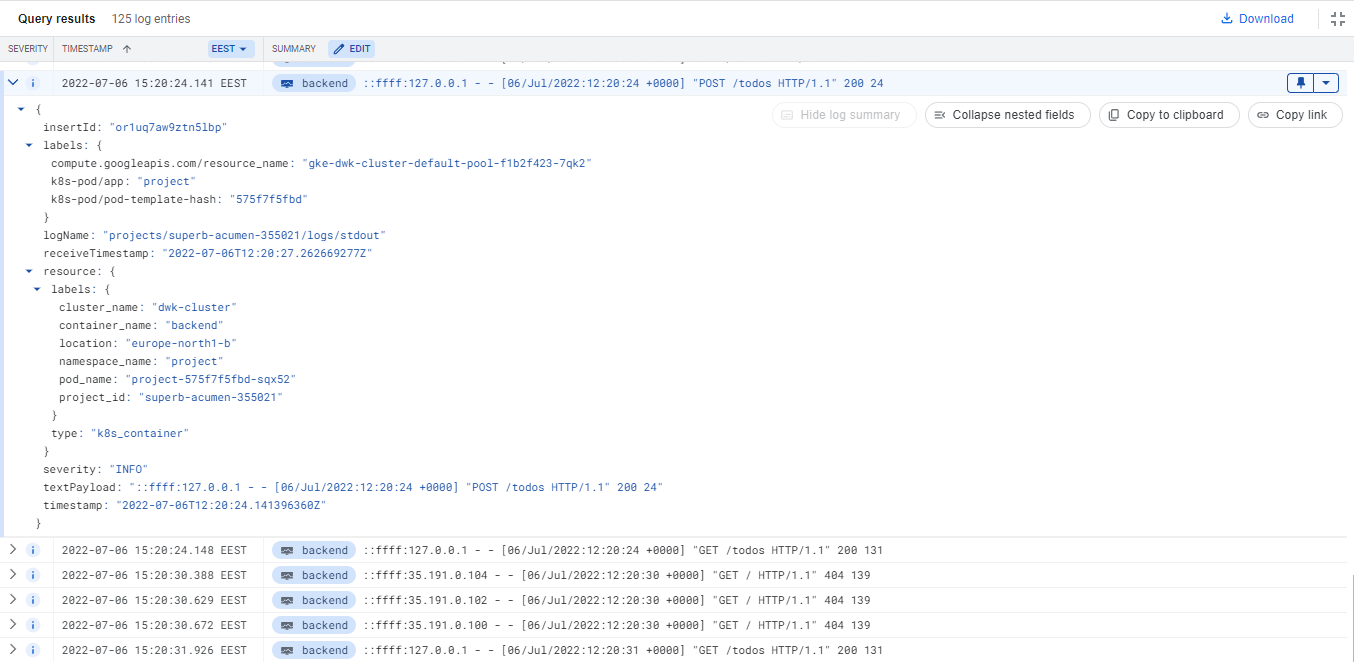 Query results 125 log entries Download
SEVERITY TIMESTAMP EEST SUMMARY EDIT
2022-07-06 15:20:24.141 EEST backend ::ffff:127.0.0.1 - - [06/Jul/2022:12:20:24 +0000] "POST /todos HTTP/1.1" 200 24
{ Hide log summary Collapse nested fields Copy to clipboard Copy link
insertId: "or1uq7aw9ztn5lbp"
labels: {
compute.googleapis.com/resource_name: "gke-dwk-cluster-default-pool-f1b2f423-7qk2"
k8s-pod/app: "project"
k8s-pod/pod-template-hash: "575f7f5fbd"
}
logName: "projects/superb-acumen-355021/logs/stdout"
receiveTimestamp: "2022-07-06T12:20:27.262669277Z"
resource: {
labels: {
cluster_name: "dwk-cluster"
container_name: "backend"
location: "europe-north1-b"
namespace_name: "project"
pod_name: "project-575f7f5fbd-sqx52"
project_id: "superb-acumen-355021"
}
type: "k8s_container"
}
severity: "INFO"
textPayload: "::ffff:127.0.0.1 - - [06/Jul/2022:12:20:24 +0000] "POST /todos HTTP/1.1" 200 24"
timestamp: "2022-07-06T12:20:24.141396360Z"
}
2022-07-06 15:20:24.148 EEST backend ::ffff:127.0.0.1 - - [06/Jul/2022:12:20:24 +0000] "GET /todos HTTP/1.1" 200 131
2022-07-06 15:20:30.388 EEST backend ::ffff:35.191.0.104 - - [06/Jul/2022:12:20:30 +0000] "GET / HTTP/1.1" 404 139
2022-07-06 15:20:30.629 EEST backend ::ffff:35.191.0.102 - - [06/Jul/2022:12:20:30 +0000] "GET / HTTP/1.1" 404 139
2022-07-06 15:20:30.672 EEST backend ::ffff:35.191.0.100 - - [06/Jul/2022:12:20:30 +0000] "GET / HTTP/1.1" 404 139
2022-07-06 15:20:31.926 EEST backend ::ffff:127.0.0.1 - - [06/Jul/2022:12:20:31 +0000] "GET /todos HTTP/1.1" 200 131